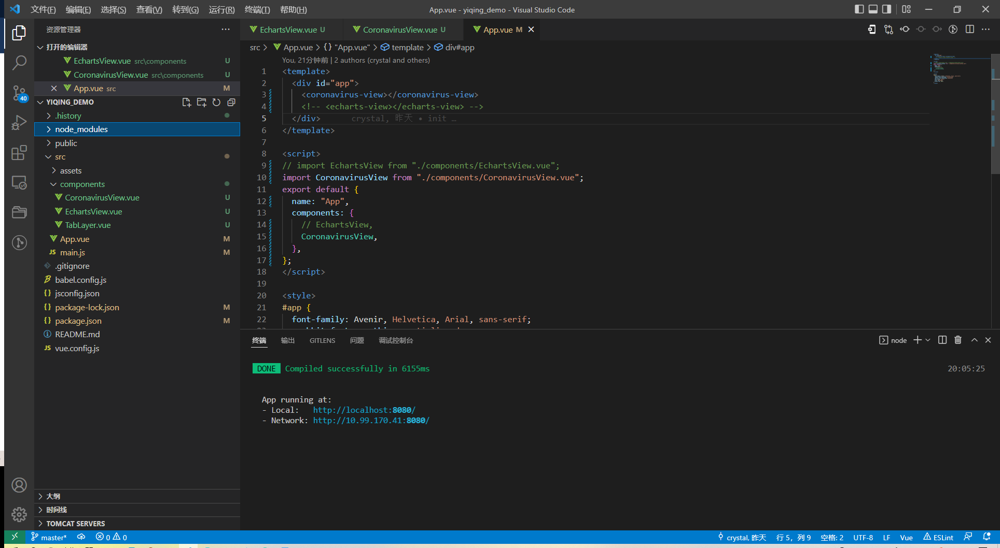 文件(F) 编辑(E) 选择(S) 查看(V) 转到(G) 运行(R) 终端(T) 帮助(H)
App.vue - yiqing_demo - Visual Studio Code
资源管理器
打开的编辑器
EchartsView.vue src\components U
CoronavirusView.vue src\components U
App.vue src M
40
YIQING_DEMO
.history
node_modules
public
src
assets
components
CoronavirusView.vue U
EchartsView.vue U
TabLayer.vue U
App.vue M
JS main.js M
.gitignore
babel.config.js
{} jsconfig.json
{} package-lock.json M
{} package.json M
README.md
JS vue.config.js
大纲
时间线
TOMCAT SERVERS
EchartsView.vue U CoronavirusView.vue U App.vue M
src > App.vue > {} "App.vue" > template > div#app
You, 21分钟前 | 2 authors (crystal and others)
1 <template>
2 <div id="app">
3 <coronavirus-view></coronavirus-view>
4 <!-- <echarts-view></echarts-view> -->
5 </div> crystal, 昨天 • init …
6 </template>
7
8 <script>
9 // import EchartsView from "./components/EchartsView.vue";
10 import CoronavirusView from "./components/CoronavirusView.vue";
11 export default {
12 name: "App",
13 components: {
14 // EchartsView,
15 CoronavirusView,
16 },
17 };
18 </script>
19
20 <style>
21 #app {
22 font-family: Avenir, Helvetica, Arial, sans-serif;
终端 输出 GITLENS 问题 调试控制台
node
DONE Compiled successfully in 6155ms 20:05:25
App running at:
- Local: http://localhost:8080/
- Network: http://10.99.170.41:8080/
master* 0 0
crystal, 昨天 行 5, 列 9 空格: 2 UTF-8 LF Vue ESLint